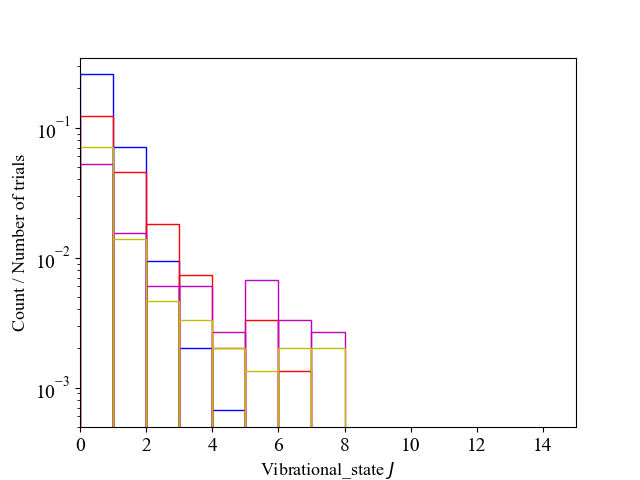 Count / Number of trials
10⁻¹
10⁻²
10⁻³
0 2 4 6 8 10 12 14
Vibrational_state J